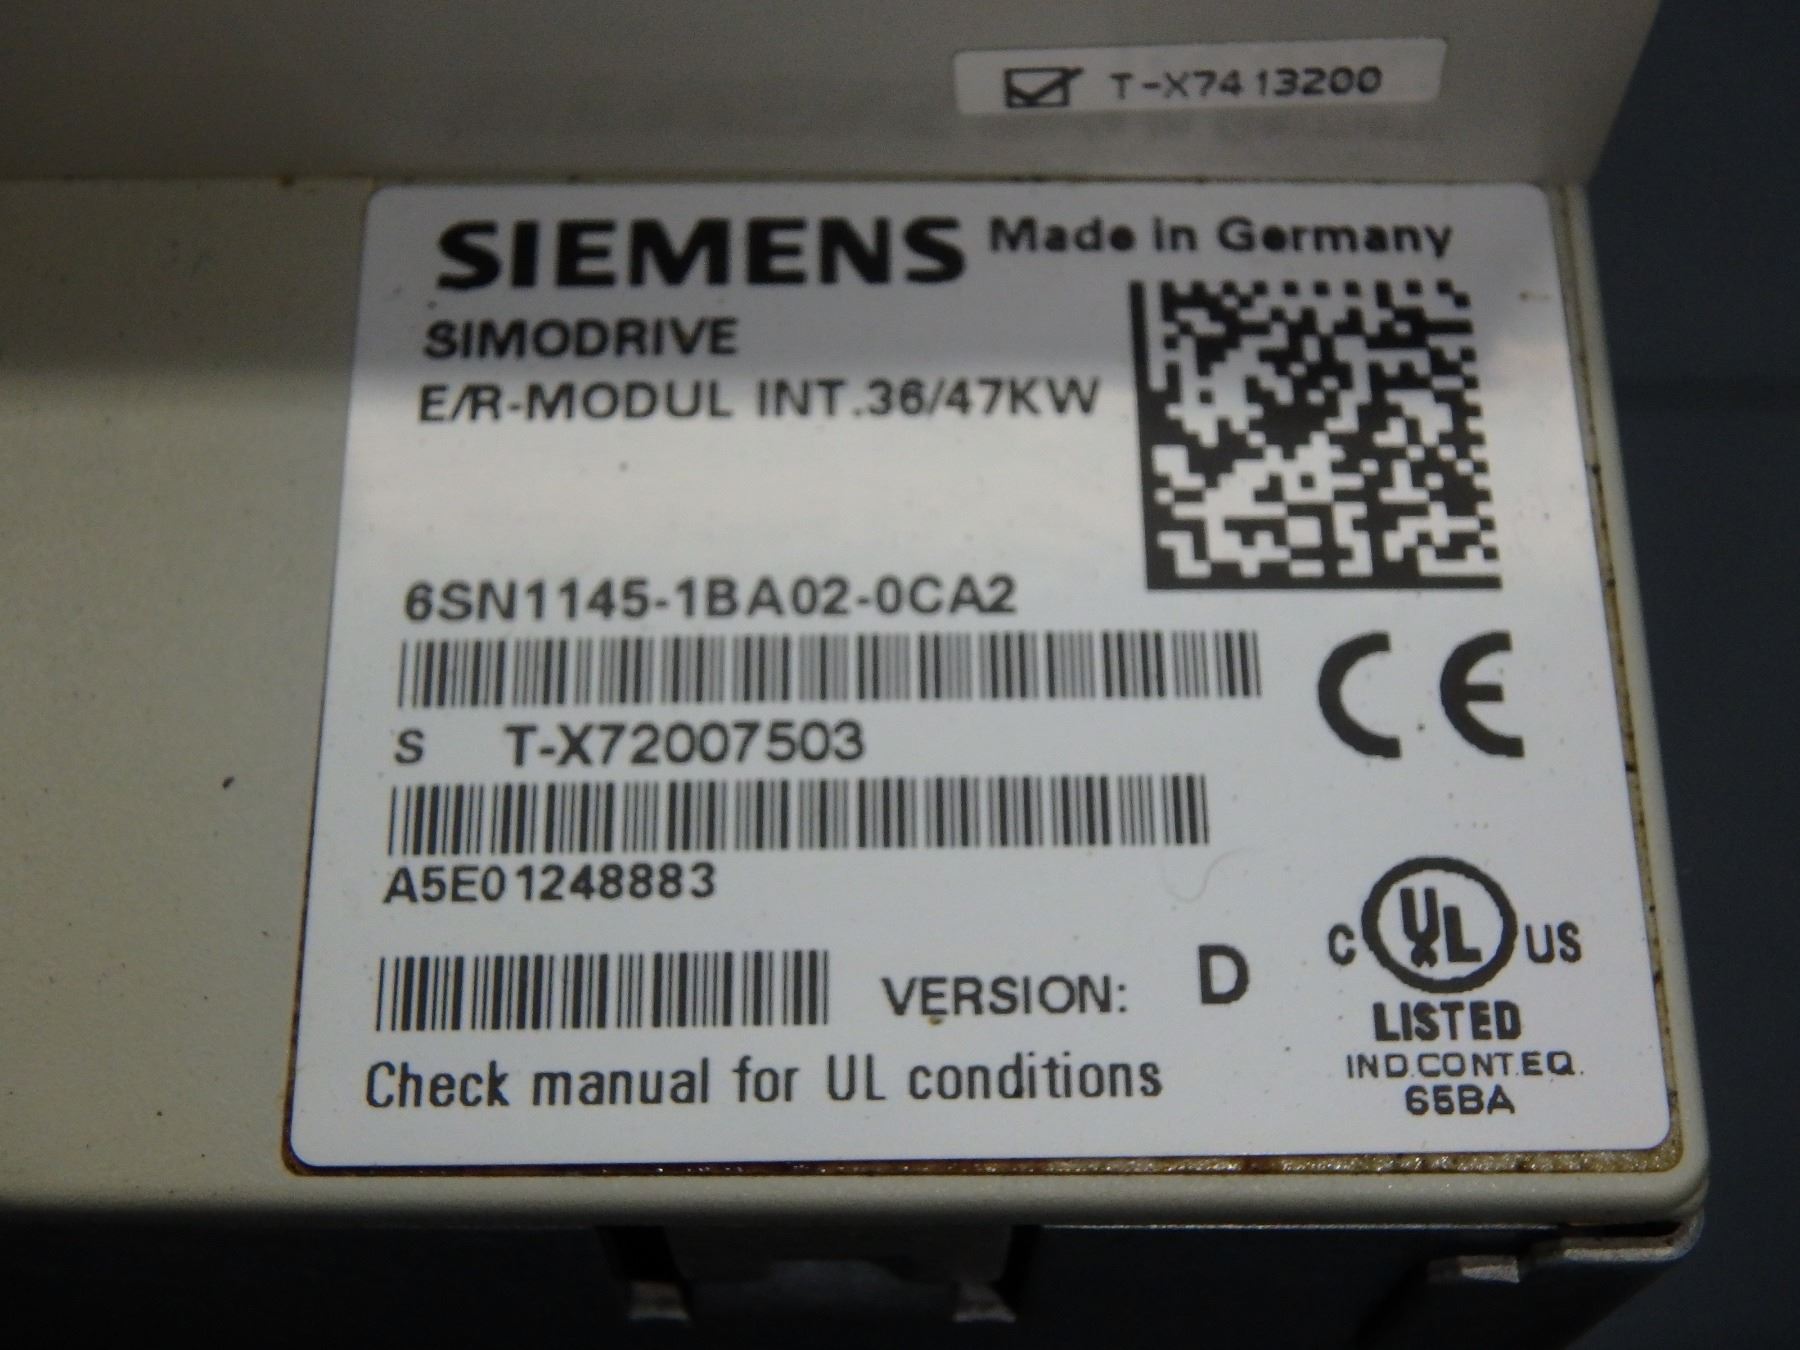 T-X7413200
SIEMENS Made in Germany
SIMODRIVE
E/R-MODUL INT.36/47KW
6SN1145-1BA02-0CA2
CE
S T-X72007503
A5E01248883
VERSION: D
C UL US
LISTED
IND.CONT.EQ.
65BA
Check manual for UL conditions